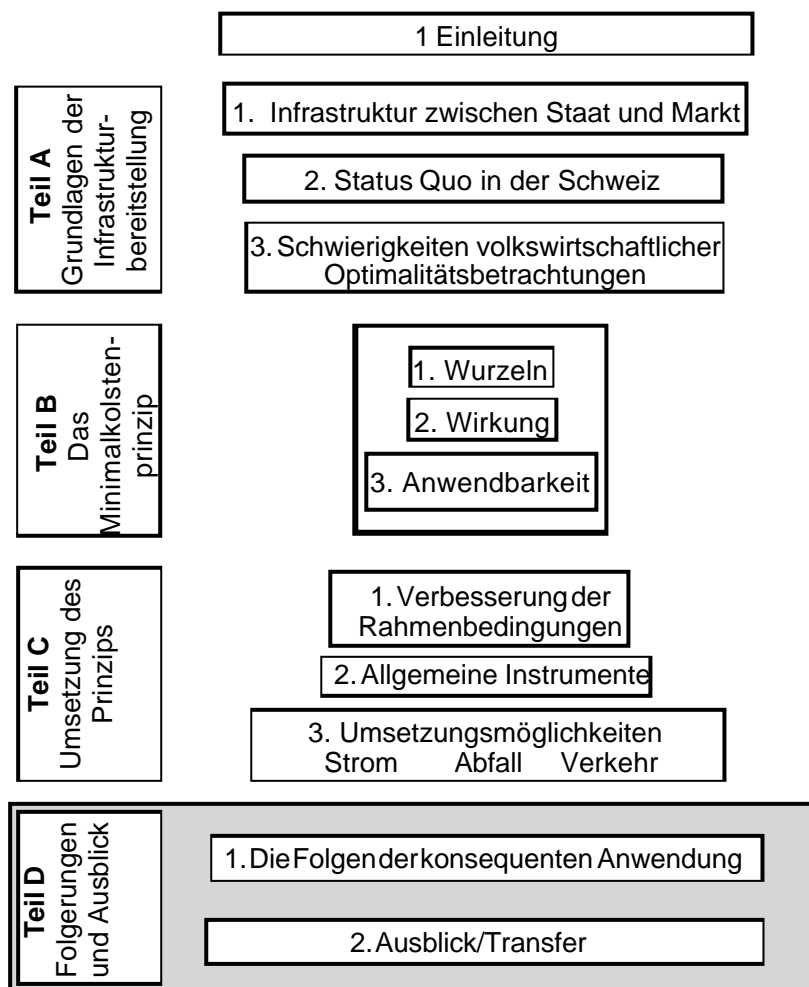 1 Einleitung
Teil A
Grundlagen der
Infrastruktur-
bereitstellung
1. Infrastruktur zwischen Staat und Markt
2. Status Quo in der Schweiz
3. Schwierigkeiten volkswirtschaftlicher
Optimalitätsbetrachtungen
Teil B
Das
Minimalkolsten-
prinzip
1. Wurzeln
2. Wirkung
3. Anwendbarkeit
Teil C
Umsetzung des
Prinzips
1. Verbesserung der
Rahmenbedingungen
2. Allgemeine Instrumente
3. Umsetzungsmöglichkeiten
Strom Abfall Verkehr
Teil D
Folgerungen
und Ausblick
1. Die Folgen der konsequenten Anwendung
2. Ausblick/Transfer